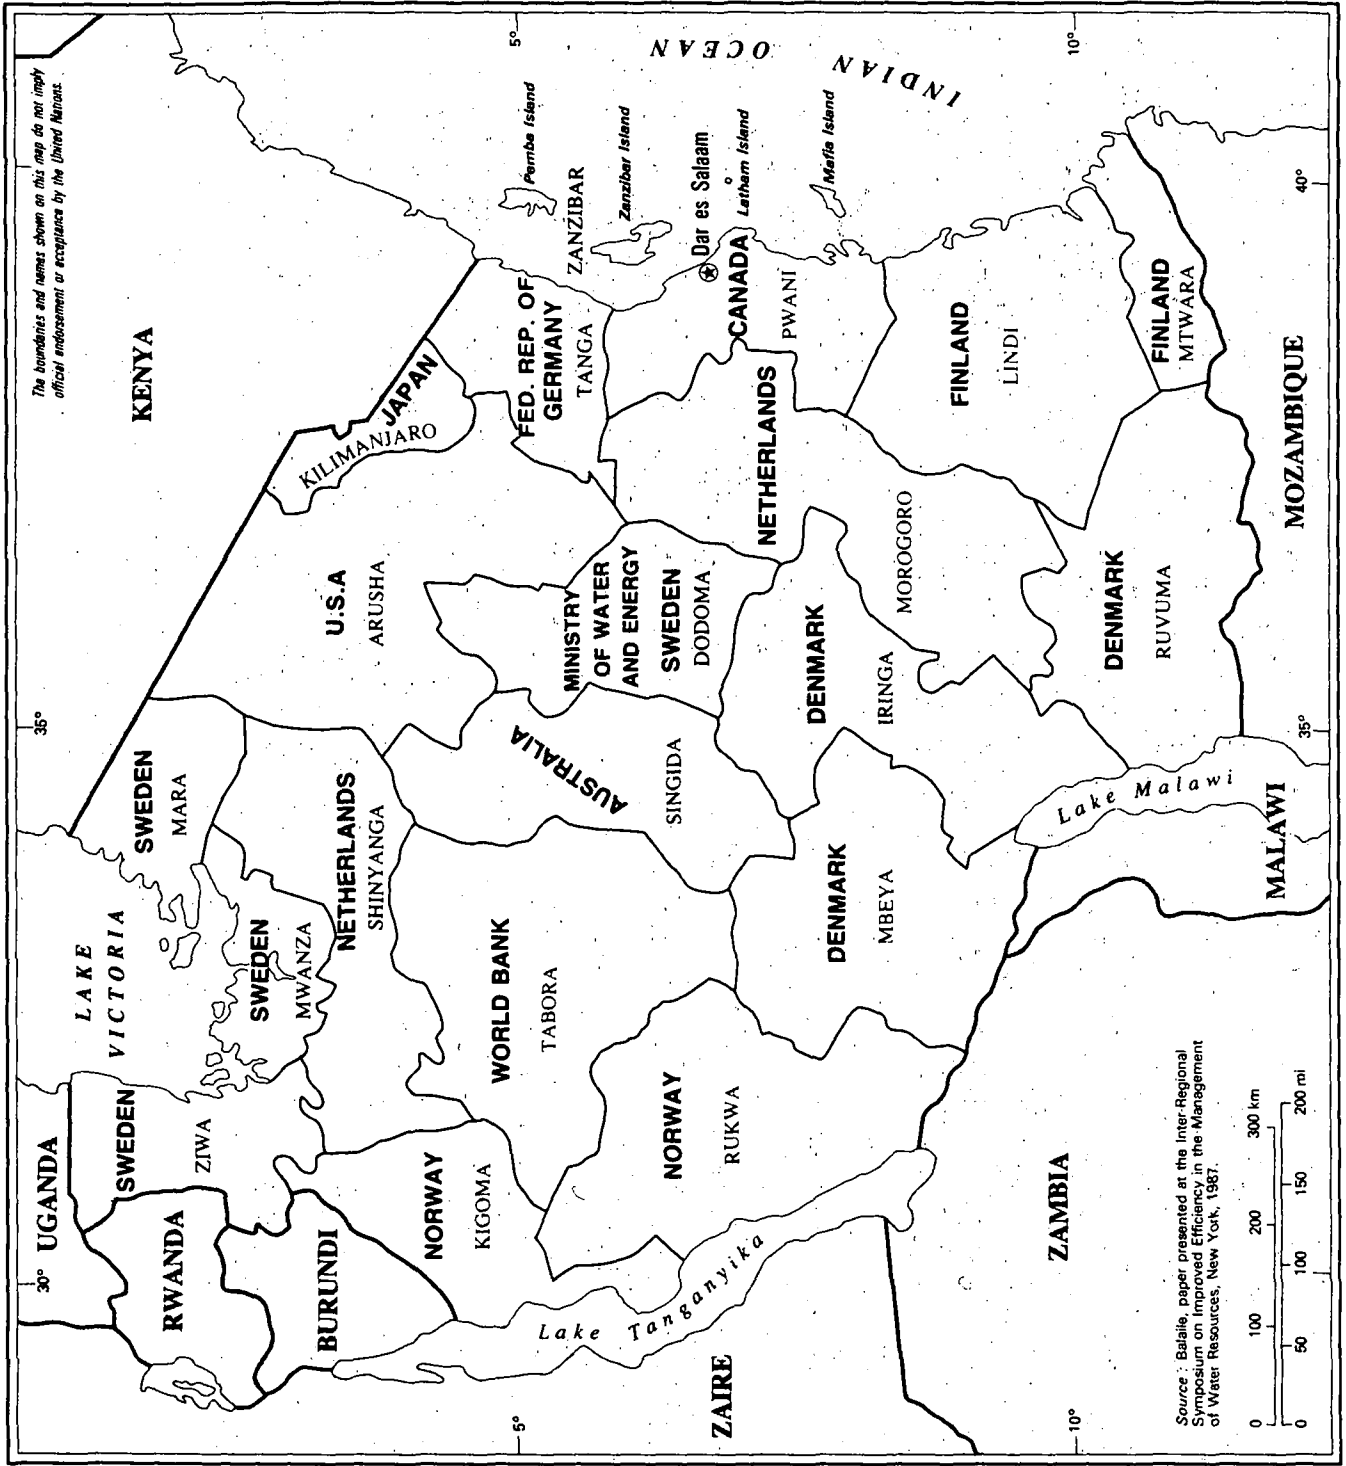 The boundaries and names shown on this map do not imply
official endorsement or acceptance by the United Nations.
UGANDA
LAKE
VICTORIA
KENYA
RWANDA
BURUNDI
ZAIRE
ZAMBIA
MALAWI
MOZAMBIQUE
INDIAN OCEAN
SWEDEN
ZIWA
SWEDEN
MWANZA
SWEDEN
MARA
NETHERLANDS
SHINYANGA
U.S.A
ARUSHA
JAPAN
KILIMANJARO
FED. REP. OF
GERMANY
TANGA
NORWAY
KIGOMA
WORLD BANK
TABORA
AUSTRALIA
SINGIDA
MINISTRY
OF WATER
AND ENERGY
SWEDEN
DODOMA
NETHERLANDS
MOROGORO
CANADA
PWANI
Dar es Salaam
ZANZIBAR
Pemba Island
Zanzibar Island
Latham Island
Mafia Island
NORWAY
RUKWA
DENMARK
MBEYA
DENMARK
IRINGA
DENMARK
RUVUMA
FINLAND
LINDI
FINLAND
MTWARA
Lake Tanganyika
Lake Malawi
30°
35°
5°
5°
10°
10°
35°
40°
Source : Balaile, paper presented at the Inter-Regional
Symposium on Improved Efficiency in the Management
of Water Resources, New York, 1987.
0 100 200 300 km
0 50 100 150 200 mi